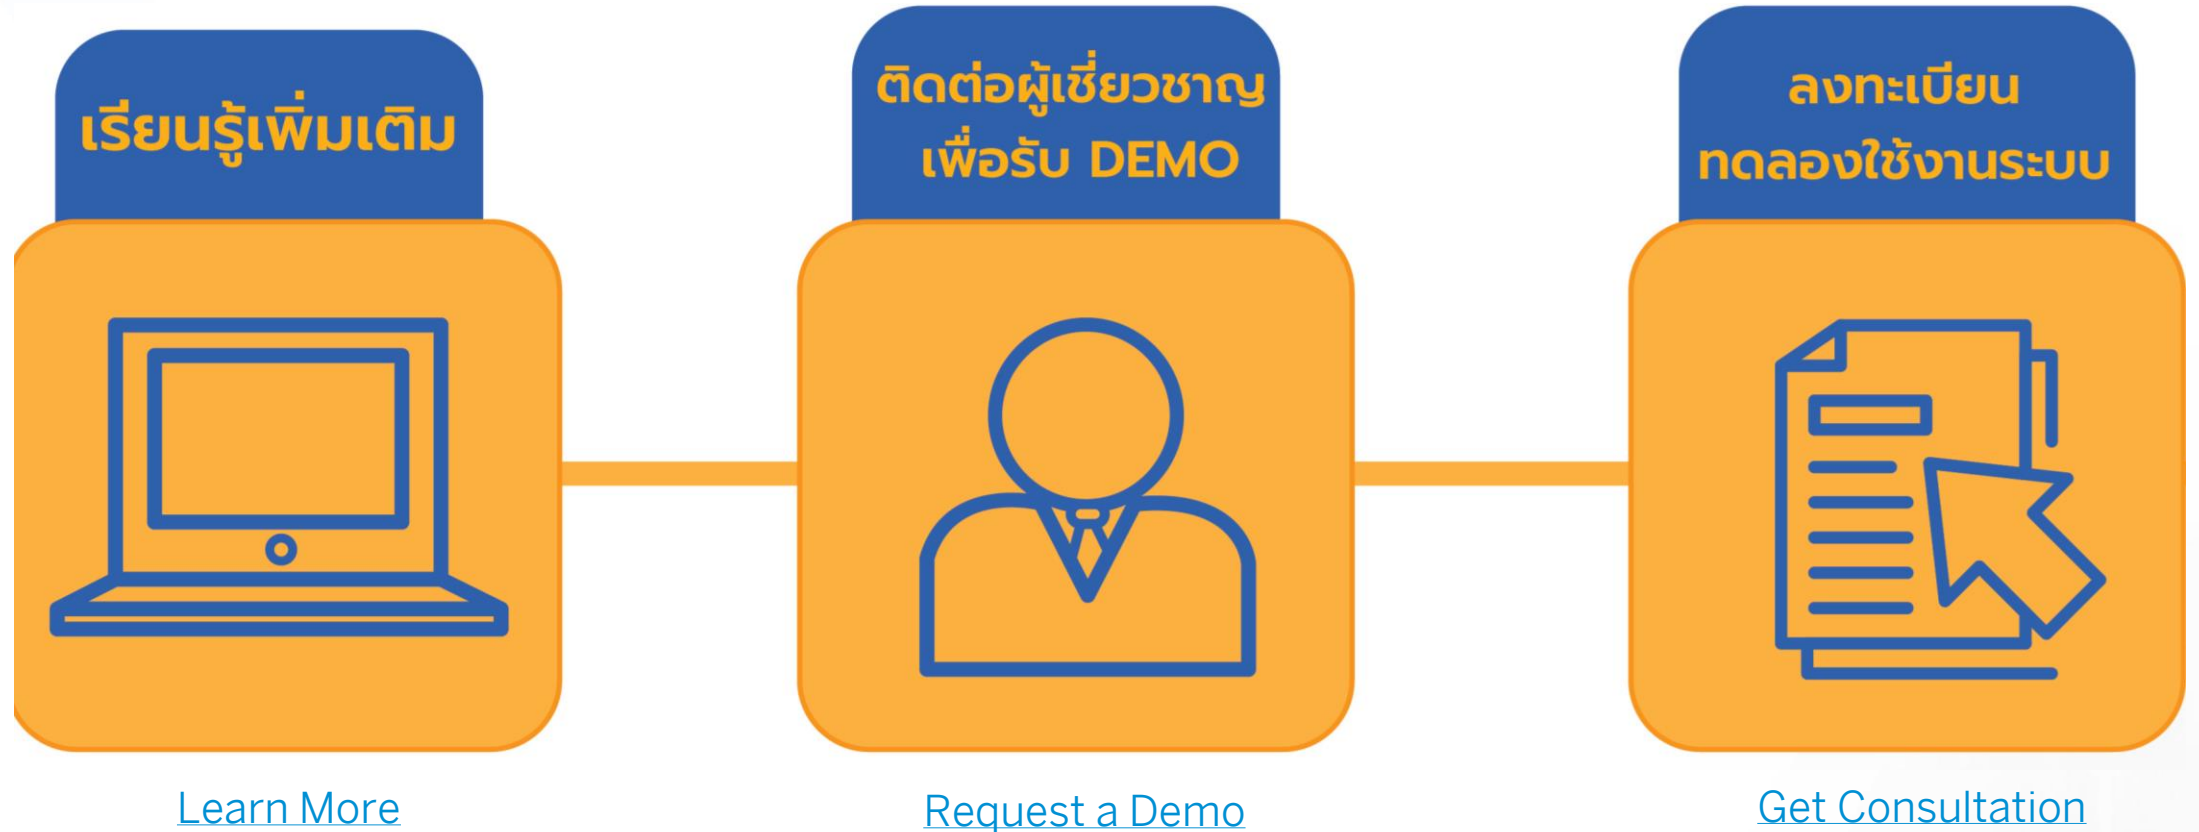 เรียนรู้เพิ่มเติม
ติดต่อผู้เชี่ยวชาญ
เพื่อรับ DEMO
ลงทะเบียน
ทดลองใช้งานระบบ
Learn More
Request a Demo
Get Consultation